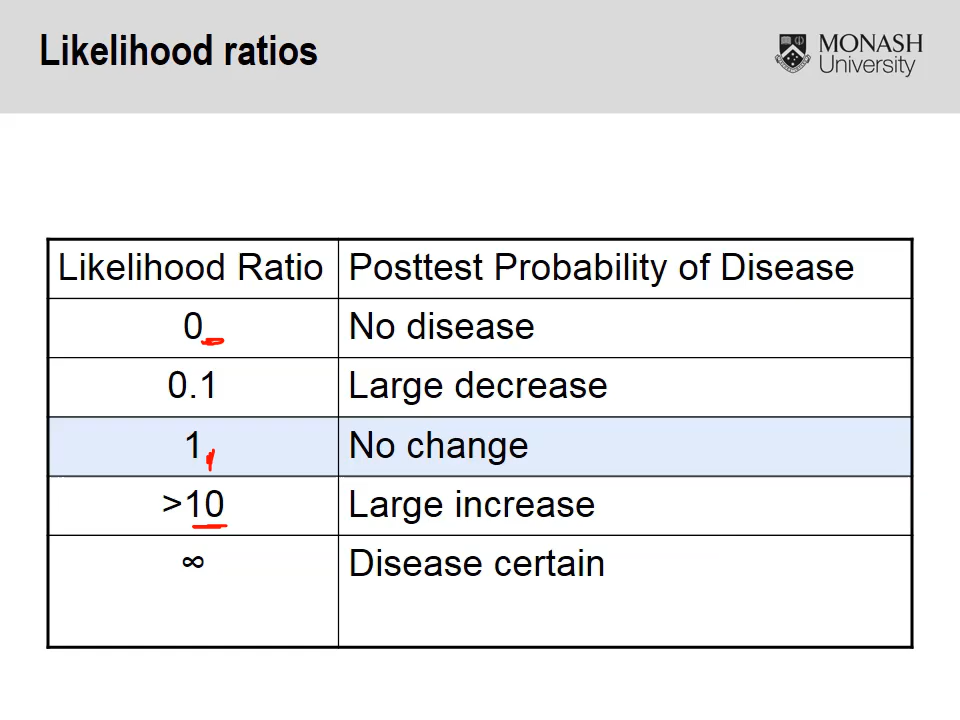 Likelihood ratios
MONASH
University
Likelihood Ratio Posttest Probability of Disease
0 No disease
0.1 Large decrease
1 No change
>10 Large increase
∞ Disease certain